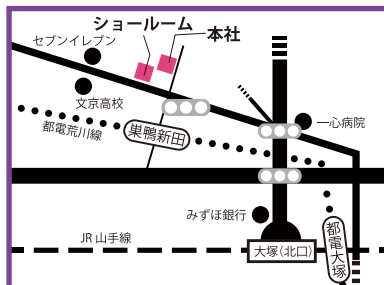 ショールーム
本社
セブンイレブン
文京高校
都電荒川線
巣鴨新田
一心病院
みずほ銀行
JR山手線
大塚(北口)
都電大塚